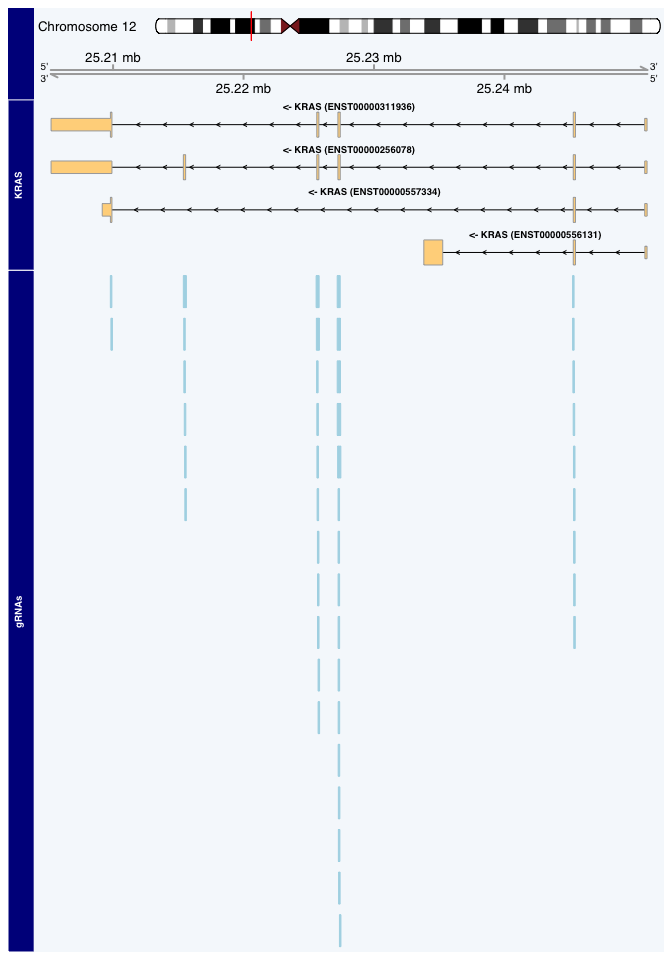 Chromosome 12
25.21 mb
25.23 mb
5'
3'
3'
5'
25.22 mb
25.24 mb
KRAS
<- KRAS (ENST00000311936)
<- KRAS (ENST00000256078)
<- KRAS (ENST00000557334)
<- KRAS (ENST00000556131)
gRNAs